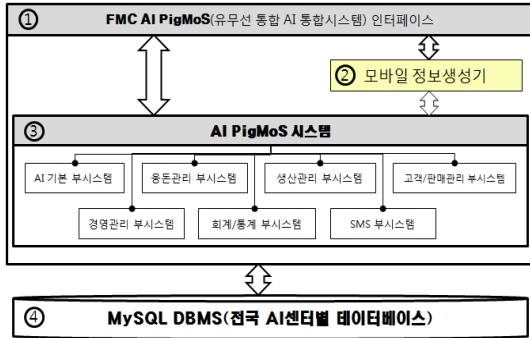 ① FMC AI PigMoS(유무선 통합 AI 통합시스템) 인터페이스
② 모바일 정보생성기
③ AI PigMoS 시스템
AI 기본 부시스템 웅돈관리 부시스템 생산관리 부시스템 고객/판매관리 부시스템
경영관리 부시스템 회계/통계 부시스템 SMS 부시스템
④ MySQL DBMS(전국 AI센터별 데이터베이스)